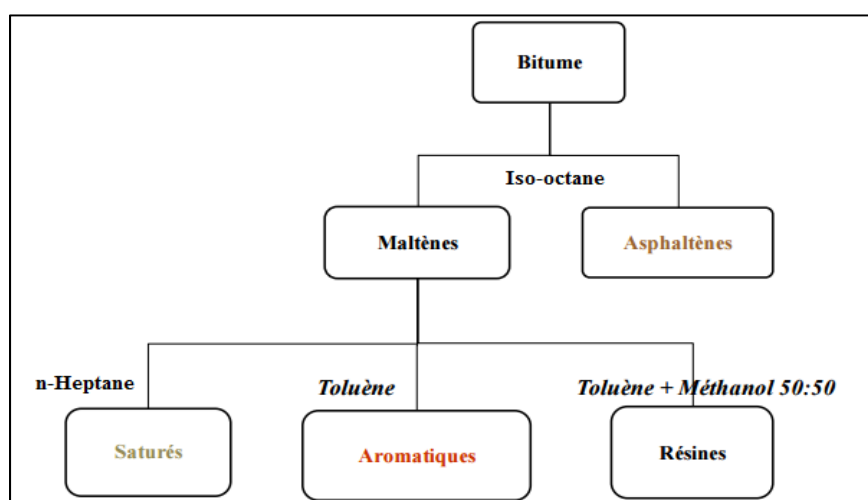 Bitume
Iso-octane
Maltènes
Asphaltènes
n-Heptane
Toluène
Toluène + Méthanol 50:50
Saturés
Aromatiques
Résines